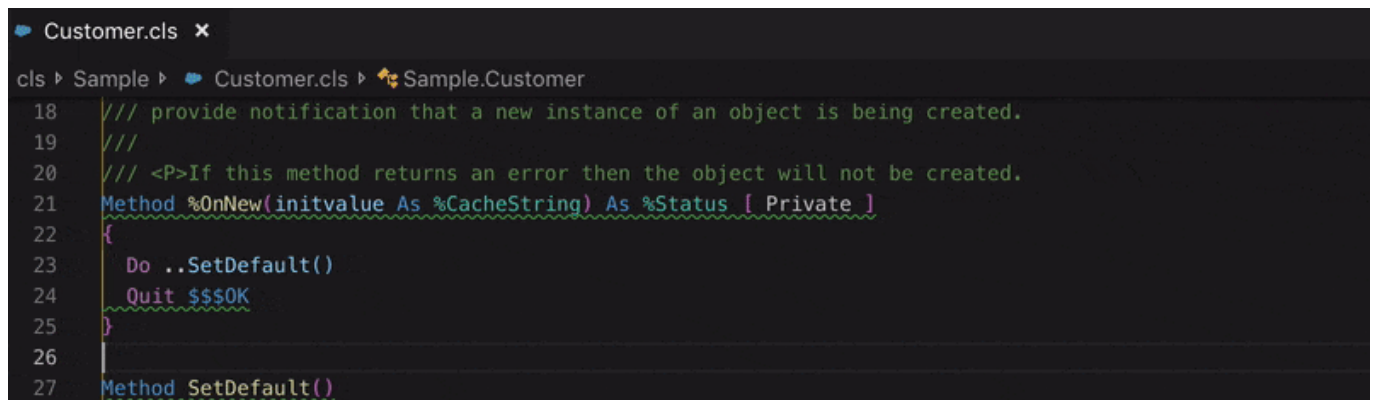 Customer.cls ×
cls Sample Customer.cls Sample.Customer
18 /// provide notification that a new instance of an object is being created.
19 ///
20 /// <P>If this method returns an error then the object will not be created.
21 Method %OnNew(initvalue As %CacheString) As %Status [ Private ]
22 {
23 Do ..SetDefault()
24 Quit $$$OK
25 }
26
27 Method SetDefault()